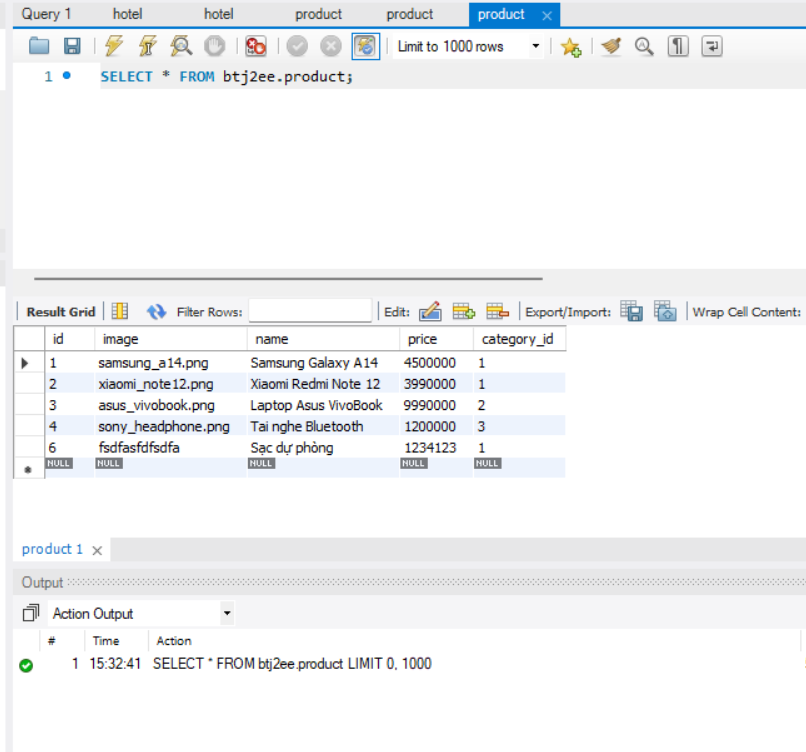 Query 1 hotel hotel product product product
Limit to 1000 rows
1 SELECT * FROM btj2ee.product;
Result Grid Filter Rows: Edit: Export/Import: Wrap Cell Content:
id image name price category_id
1 samsung_a14.png Samsung Galaxy A14 4500000 1
2 xiaomi_note12.png Xiaomi Redmi Note 12 3990000 1
3 asus_vivobook.png Laptop Asus VivoBook 9990000 2
4 sony_headphone.png Tai nghe Bluetooth 1200000 3
6 fsdfasfdfsdfa Sạc dự phòng 1234123 1
NULL NULL NULL NULL NULL
product 1
Output
Action Output
# Time Action
1 15:32:41 SELECT * FROM btj2ee.product LIMIT 0, 1000